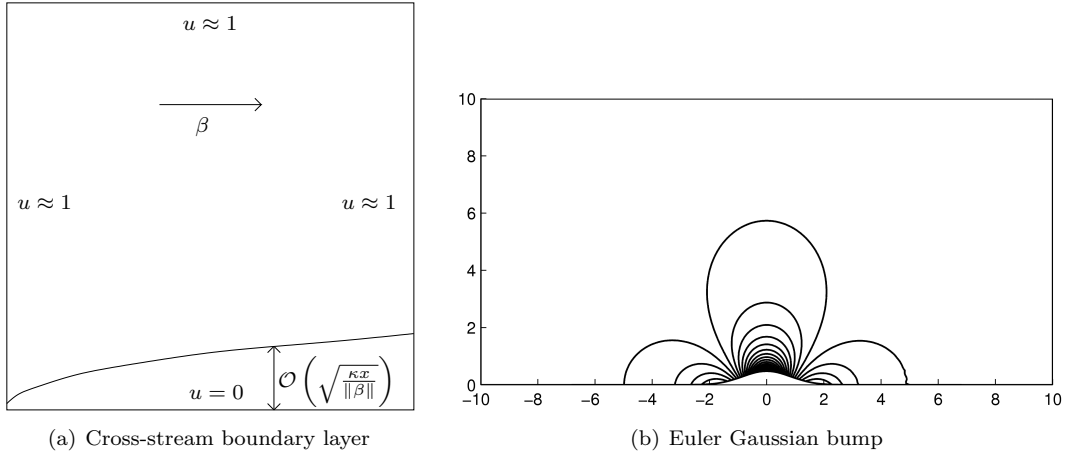 u ≈ 1
β
u ≈ 1
u ≈ 1
u = 0
𝒪(√(κx/‖β‖))
(a) Cross-stream boundary layer
10
8
6
4
2
0
−10 −8 −6 −4 −2 0 2 4 6 8 10
(b) Euler Gaussian bump